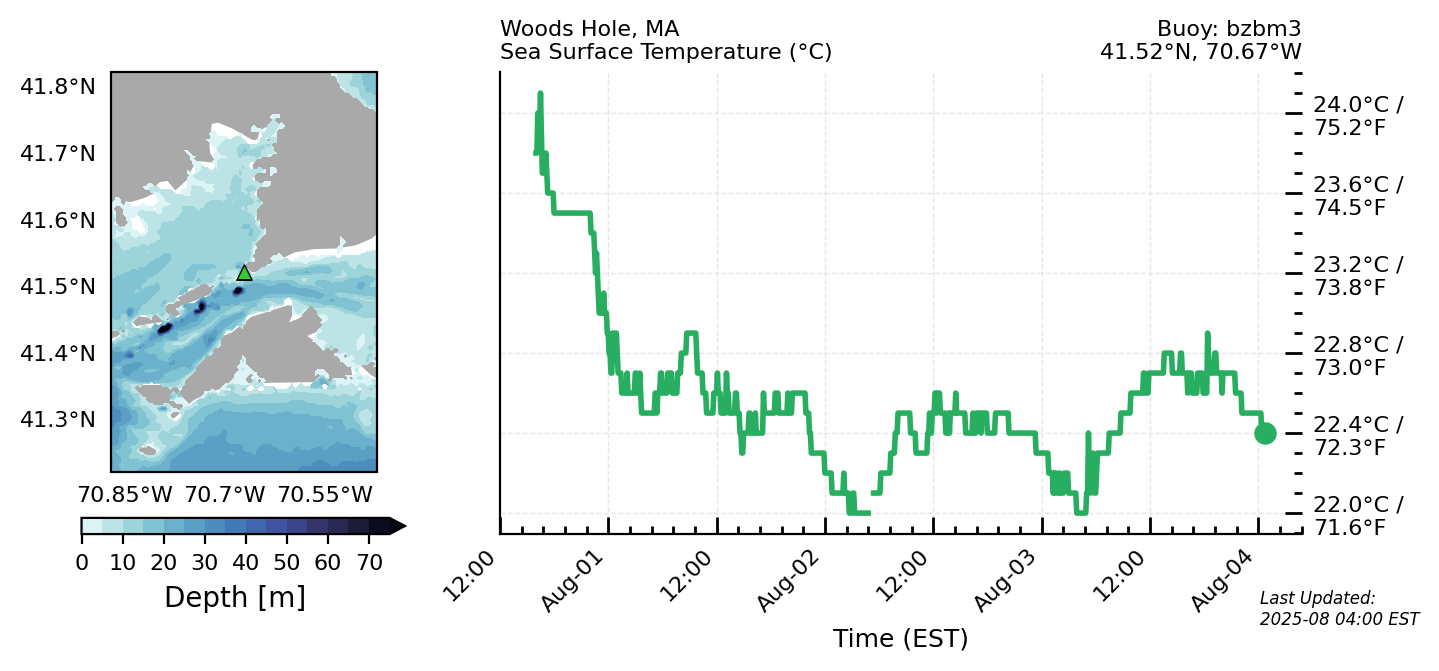 Woods Hole, MA
Sea Surface Temperature (°C)
Buoy: bzbm3
41.52°N, 70.67°W
41.8°N
41.7°N
41.6°N
41.5°N
41.4°N
41.3°N
70.85°W 70.7°W 70.55°W
0 10 20 30 40 50 60 70
Depth [m]
24.0°C /
75.2°F
23.6°C /
74.5°F
23.2°C /
73.8°F
22.8°C /
73.0°F
22.4°C /
72.3°F
22.0°C /
71.6°F
12:00 Aug-01 12:00 Aug-02 12:00 Aug-03 12:00 Aug-04
Time (EST)
Last Updated:
2025-08 04:00 EST